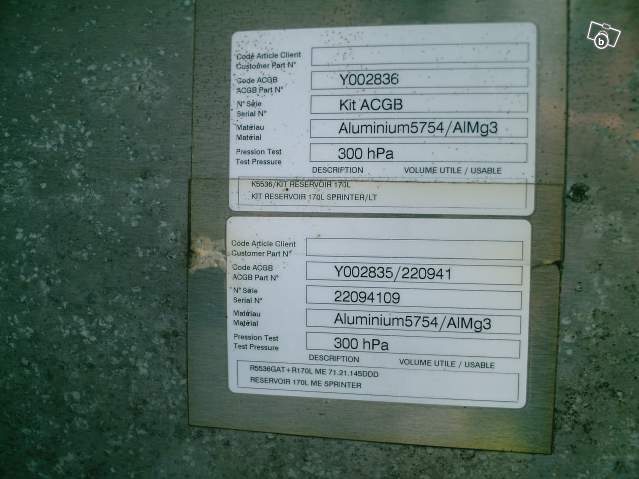 Code Article Client
Customer Part N°
Code ACGB
ACGB Part N°
Y002836
N° Série
Serial N°
Kit ACGB
Matériau
Matérial
Aluminium5754/AlMg3
Pression Test
Test Pressure
300 hPa
DESCRIPTION VOLUME UTILE / USABLE
K5536/KIT RESERVOIR 170L
KIT RESERVOIR 170L SPRINTER/LT
Code Article Client
Customer Part N°
Code ACGB
ACGB Part N°
Y002835/220941
N° Série
Serial N°
22094109
Matériau
Matérial
Aluminium5754/AlMg3
Pression Test
Test Pressure
300 hPa
DESCRIPTION VOLUME UTILE / USABLE
R5536GAT+R170L ME 71.21.145DDD
RESERVOIR 170L ME SPRINTER
b